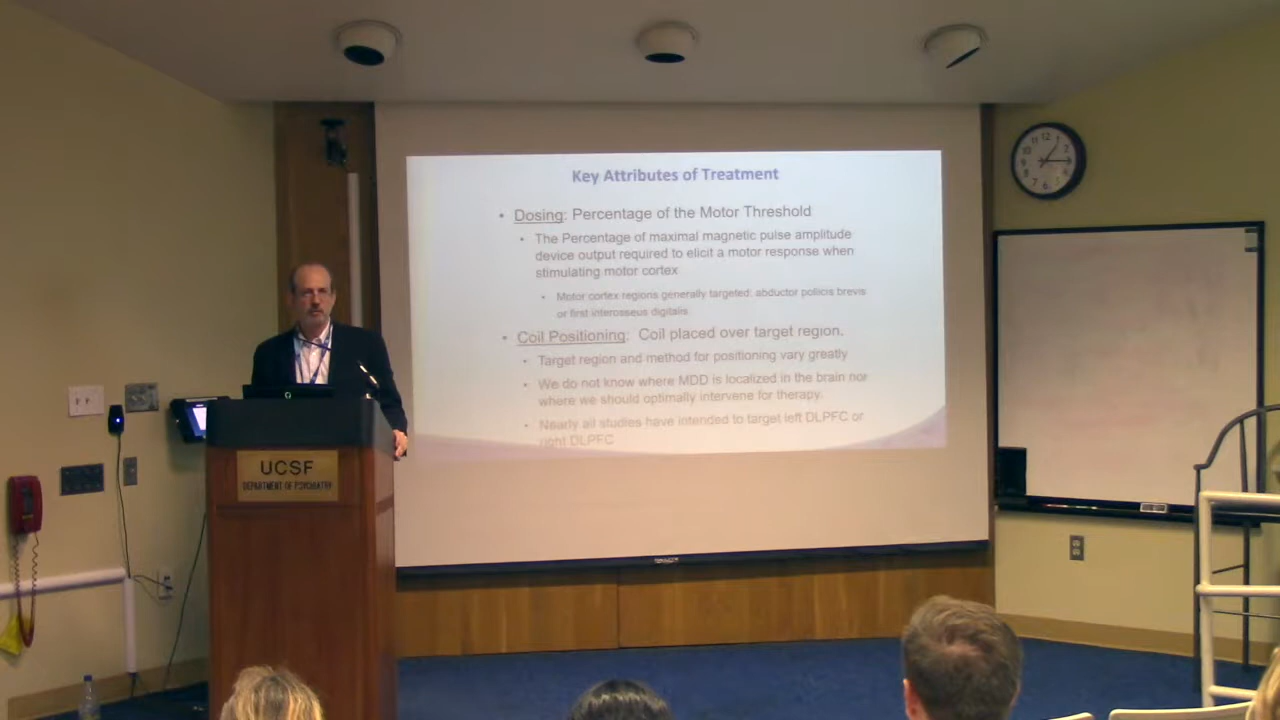 Key Attributes of Treatment
• Dosing: Percentage of the Motor Threshold
• The Percentage of maximal magnetic pulse amplitude
device output required to elicit a motor response when
stimulating motor cortex
• Motor cortex regions generally targeted: abductor pollicis brevis
or first interosseus digitalis
• Coil Positioning: Coil placed over target region.
• Target region and method for positioning vary greatly
• We do not know where MDD is localized in the brain nor
where we should optimally intervene for therapy.
• Nearly all studies have intended to target left DLPFC or
right DLPFC
UCSF
DEPARTMENT OF PSYCHIATRY